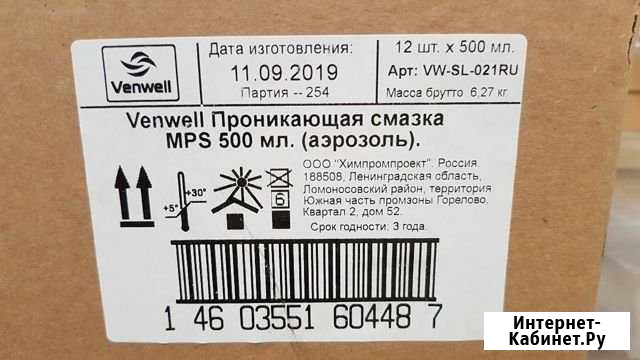 Venwell
Дата изготовления:
11.09.2019
Партия -- 254
12 шт. x 500 мл.
Арт: VW-SL-021RU
Масса брутто 6,27 кг.
Venwell Проникающая смазка
MPS 500 мл. (аэрозоль).
+30°
+5°
6
ООО "Химпромпроект". Россия.
188508, Ленинградская область,
Ломоносовский район, территория
Южная часть промзоны Горелово.
Квартал 2, дом 52.
Срок годности: 3 года.
1 46 03551 60448 7
Интернет-
Кабинет.Ру